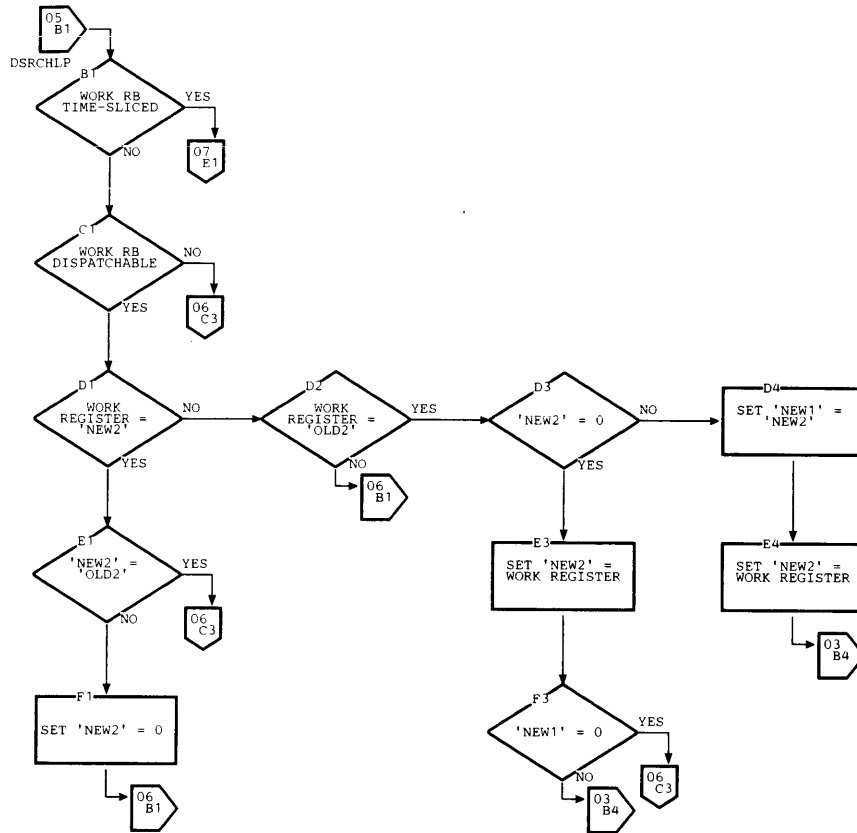 05
B1
DSRCHLP
B1
WORK RB
TIME-SLICED
YES
07
E1
NO
C1
WORK RB
DISPATCHABLE
NO
06
C3
YES
D1
WORK
REGISTER =
'NEW2'
NO
YES
D2
WORK
REGISTER =
'OLD2'
YES
NO
06
B1
D3
'NEW2' = 0
NO
YES
D4
SET 'NEW1' =
'NEW2'
E1
'NEW2' =
'OLD2'
YES
06
C3
NO
E3
SET 'NEW2' =
WORK REGISTER
E4
SET 'NEW2' =
WORK REGISTER
03
B4
F1
SET 'NEW2' = 0
06
B1
F3
'NEW1' = 0
YES
06
C3
NO
03
B4